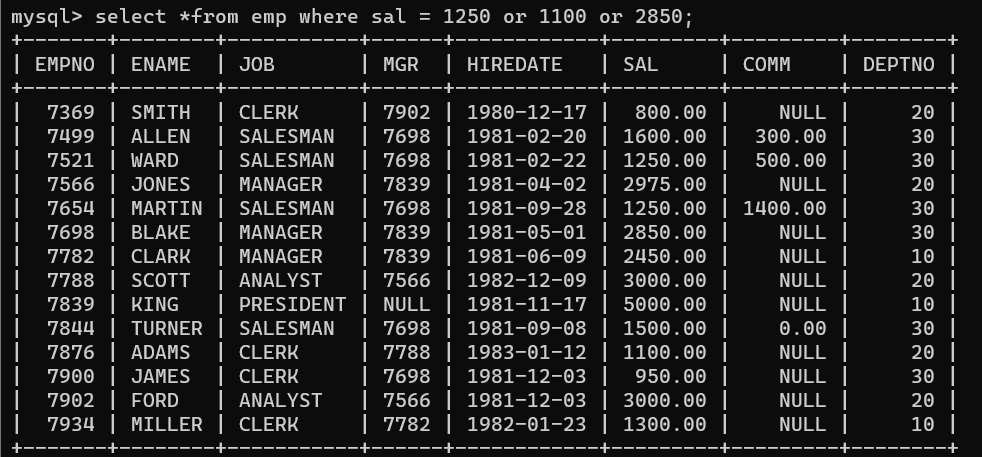 mysql> select *from emp where sal = 1250 or 1100 or 2850;
+-------+--------+-----------+------+------------+---------+---------+--------+
| EMPNO | ENAME  | JOB       | MGR  | HIREDATE   | SAL     | COMM    | DEPTNO |
+-------+--------+-----------+------+------------+---------+---------+--------+
|  7369 | SMITH  | CLERK     | 7902 | 1980-12-17 |  800.00 |    NULL |     20 |
|  7499 | ALLEN  | SALESMAN  | 7698 | 1981-02-20 | 1600.00 |  300.00 |     30 |
|  7521 | WARD   | SALESMAN  | 7698 | 1981-02-22 | 1250.00 |  500.00 |     30 |
|  7566 | JONES  | MANAGER   | 7839 | 1981-04-02 | 2975.00 |    NULL |     20 |
|  7654 | MARTIN | SALESMAN  | 7698 | 1981-09-28 | 1250.00 | 1400.00 |     30 |
|  7698 | BLAKE  | MANAGER   | 7839 | 1981-05-01 | 2850.00 |    NULL |     30 |
|  7782 | CLARK  | MANAGER   | 7839 | 1981-06-09 | 2450.00 |    NULL |     10 |
|  7788 | SCOTT  | ANALYST   | 7566 | 1982-12-09 | 3000.00 |    NULL |     20 |
|  7839 | KING   | PRESIDENT | NULL | 1981-11-17 | 5000.00 |    NULL |     10 |
|  7844 | TURNER | SALESMAN  | 7698 | 1981-09-08 | 1500.00 |    0.00 |     30 |
|  7876 | ADAMS  | CLERK     | 7788 | 1983-01-12 | 1100.00 |    NULL |     20 |
|  7900 | JAMES  | CLERK     | 7698 | 1981-12-03 |  950.00 |    NULL |     30 |
|  7902 | FORD   | ANALYST   | 7566 | 1981-12-03 | 3000.00 |    NULL |     20 |
|  7934 | MILLER | CLERK     | 7782 | 1982-01-23 | 1300.00 |    NULL |     10 |
+-------+--------+-----------+------+------------+---------+---------+--------+